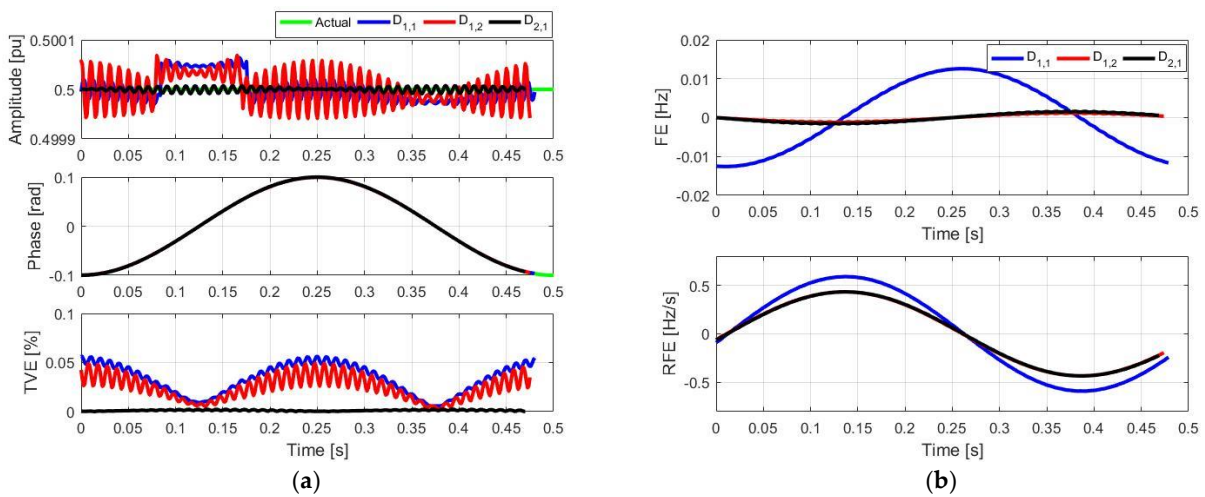 Actual D1,1 D1,2 D2,1
Amplitude [pu]
0.5001
0.5
0.4999
0 0.05 0.1 0.15 0.2 0.25 0.3 0.35 0.4 0.45 0.5
Phase [rad]
0.1
0
-0.1
0 0.05 0.1 0.15 0.2 0.25 0.3 0.35 0.4 0.45 0.5
TVE [%]
0.1
0.05
0
0 0.05 0.1 0.15 0.2 0.25 0.3 0.35 0.4 0.45 0.5
Time [s]
(a)
D1,1 D1,2 D2,1
FE [Hz]
0.02
0.01
0
-0.01
-0.02
0 0.05 0.1 0.15 0.2 0.25 0.3 0.35 0.4 0.45 0.5
Time [s]
RFE [Hz/s]
0.5
0
-0.5
0 0.05 0.1 0.15 0.2 0.25 0.3 0.35 0.4 0.45 0.5
Time [s]
(b)